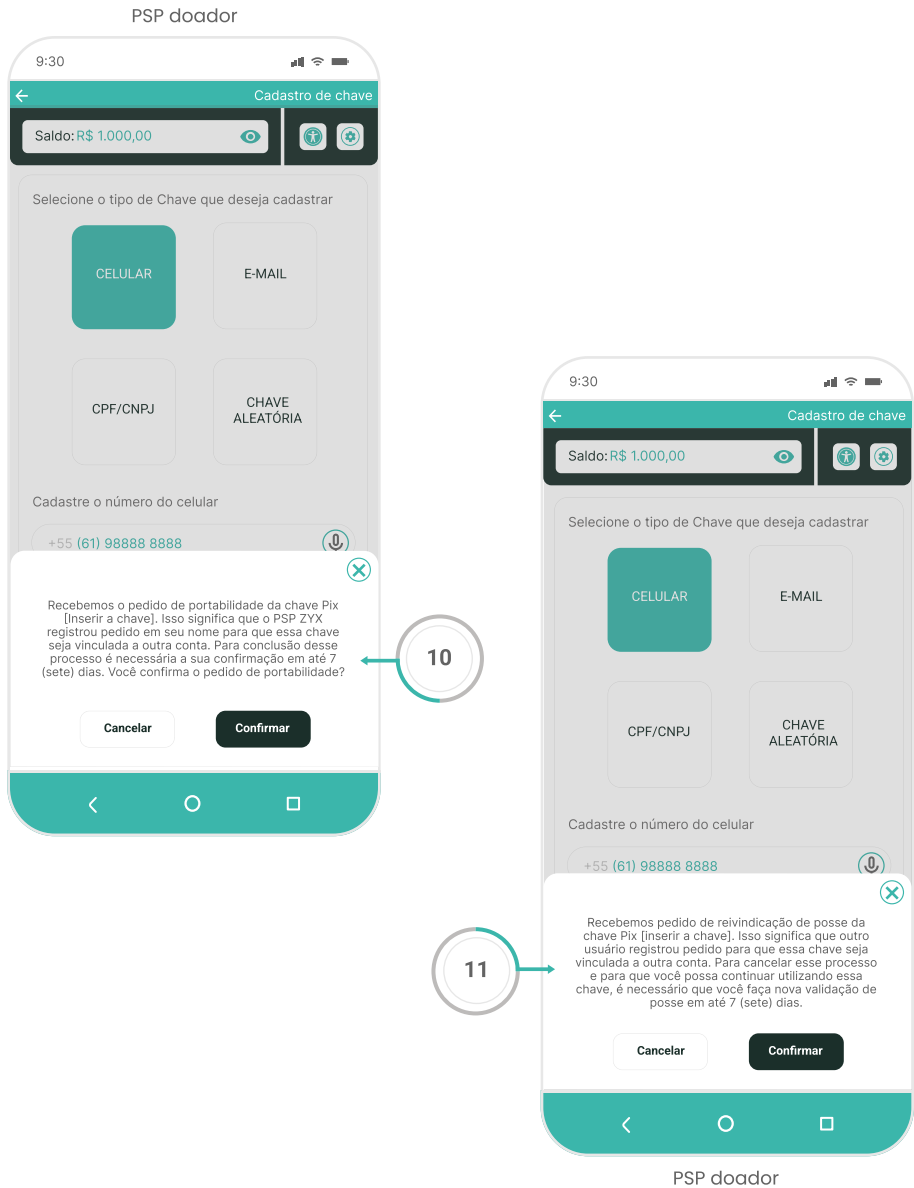 PSP doador
9:30
Cadastro de chave
Saldo: R$ 1.000,00
Selecione o tipo de Chave que deseja cadastrar
CELULAR
E-MAIL
CPF/CNPJ
CHAVE
ALEATÓRIA
Cadastre o número do celular
+55 (61) 98888 8888
Recebemos o pedido de portabilidade da chave Pix
[Inserir a chave]. Isso significa que o PSP ZYX
registrou pedido em seu nome para que essa chave
seja vinculada a outra conta. Para conclusão desse
processo é necessária a sua confirmação em até 7
(sete) dias. Você confirma o pedido de portabilidade?
Cancelar
Confirmar
10
9:30
Cadastro de chave
Saldo: R$ 1.000,00
Selecione o tipo de Chave que deseja cadastrar
CELULAR
E-MAIL
CPF/CNPJ
CHAVE
ALEATÓRIA
Cadastre o número do celular
+55 (61) 98888 8888
11
Recebemos pedido de reivindicação de posse da
chave Pix [inserir a chave]. Isso significa que outro
usuário registrou pedido para que essa chave seja
vinculada a outra conta. Para cancelar esse processo
e para que você possa continuar utilizando essa
chave, é necessário que você faça nova validação de
posse em até 7 (sete) dias.
Cancelar
Confirmar
PSP doador